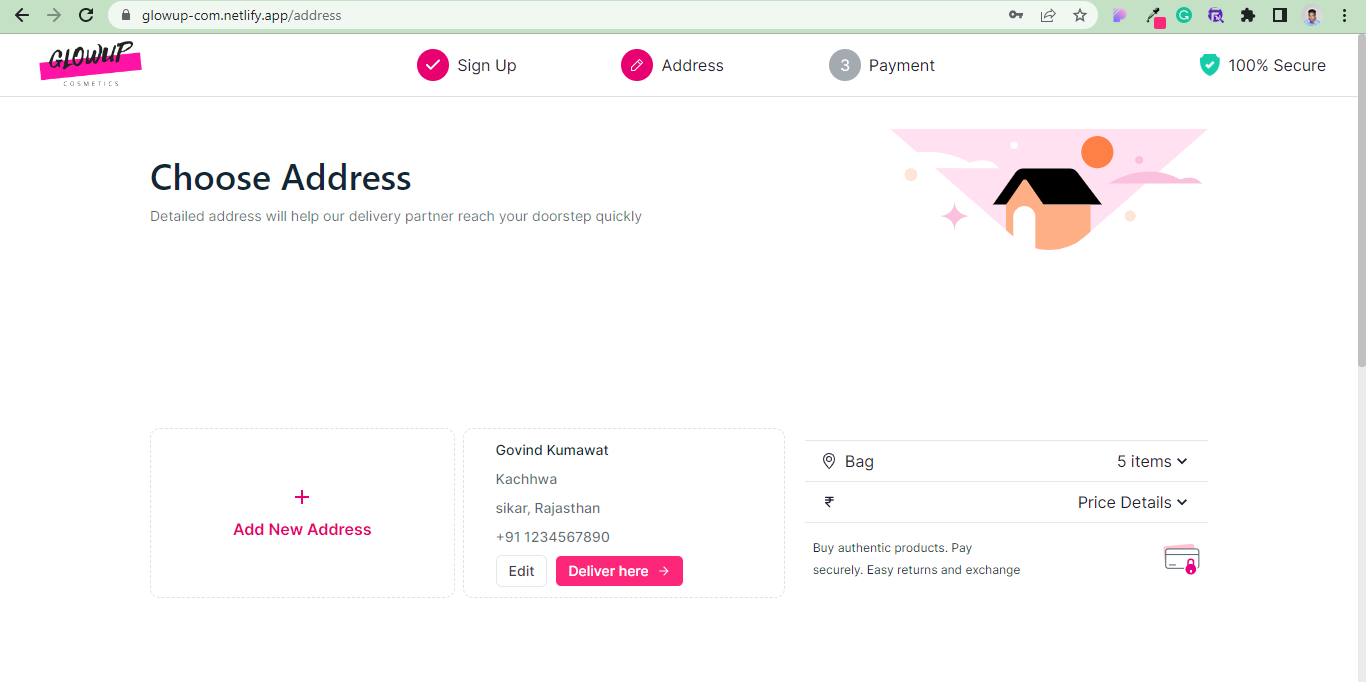 glowup-com.netlify.app/address
GLOWUP
COSMETICS
Sign Up
Address
3 Payment
100% Secure
Choose Address
Detailed address will help our delivery partner reach your doorstep quickly
+
Add New Address
Govind Kumawat
Kachhwa
sikar, Rajasthan
+91 1234567890
Edit
Deliver here →
Bag 5 items
₹ Price Details
Buy authentic products. Pay
securely. Easy returns and exchange